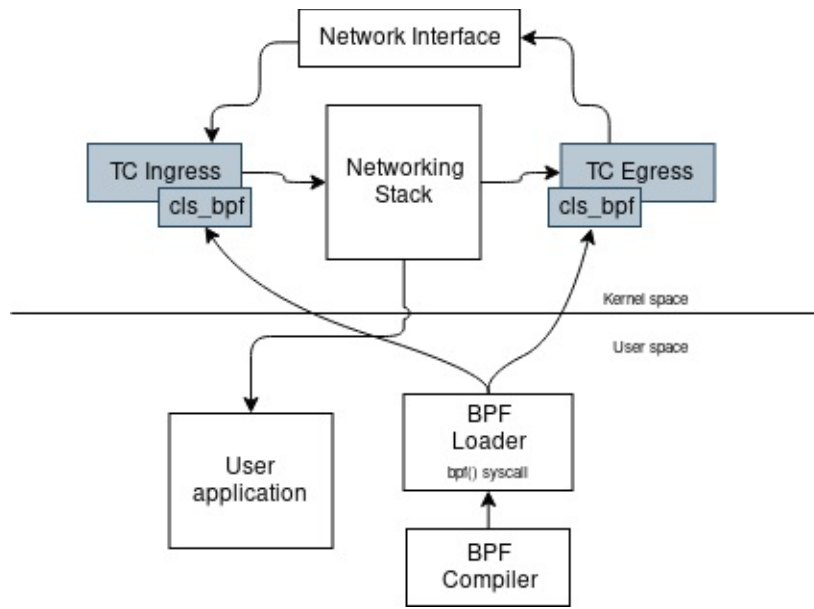 Network Interface
TC Ingress
cls_bpf
Networking
Stack
TC Egress
cls_bpf
Kernel space
User space
User
application
BPF
Loader
bpf() syscall
BPF
Compiler